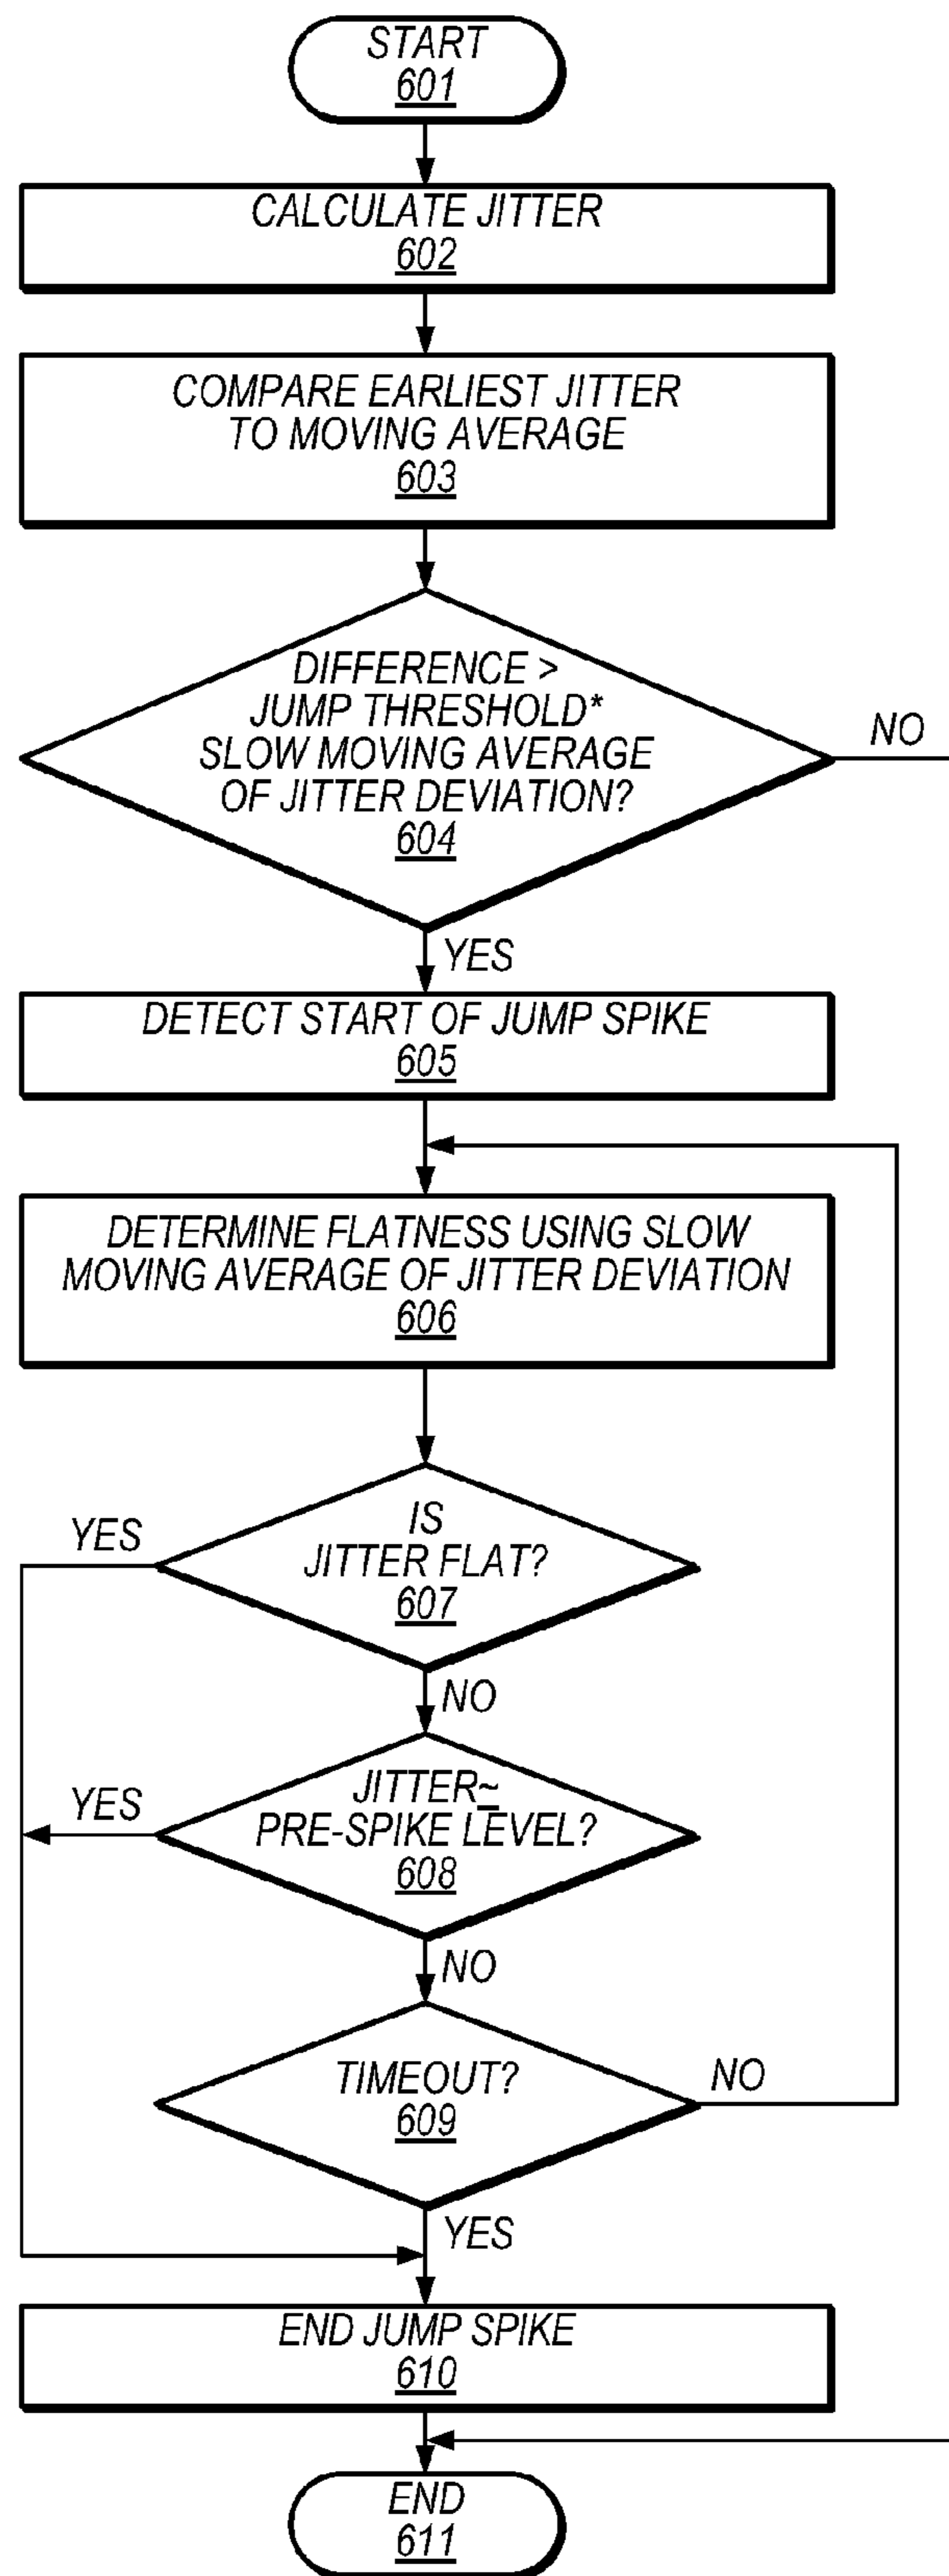 START
601
CALCULATE JITTER
602
COMPARE EARLIEST JITTER
TO MOVING AVERAGE
603
DIFFERENCE >
JUMP THRESHOLD*
SLOW MOVING AVERAGE
OF JITTER DEVIATION?
604
NO
YES
DETECT START OF JUMP SPIKE
605
DETERMINE FLATNESS USING SLOW
MOVING AVERAGE OF JITTER DEVIATION
606
IS
JITTER FLAT?
607
YES
NO
JITTER~
PRE-SPIKE LEVEL?
608
YES
NO
TIMEOUT?
609
NO
YES
END JUMP SPIKE
610
END
611